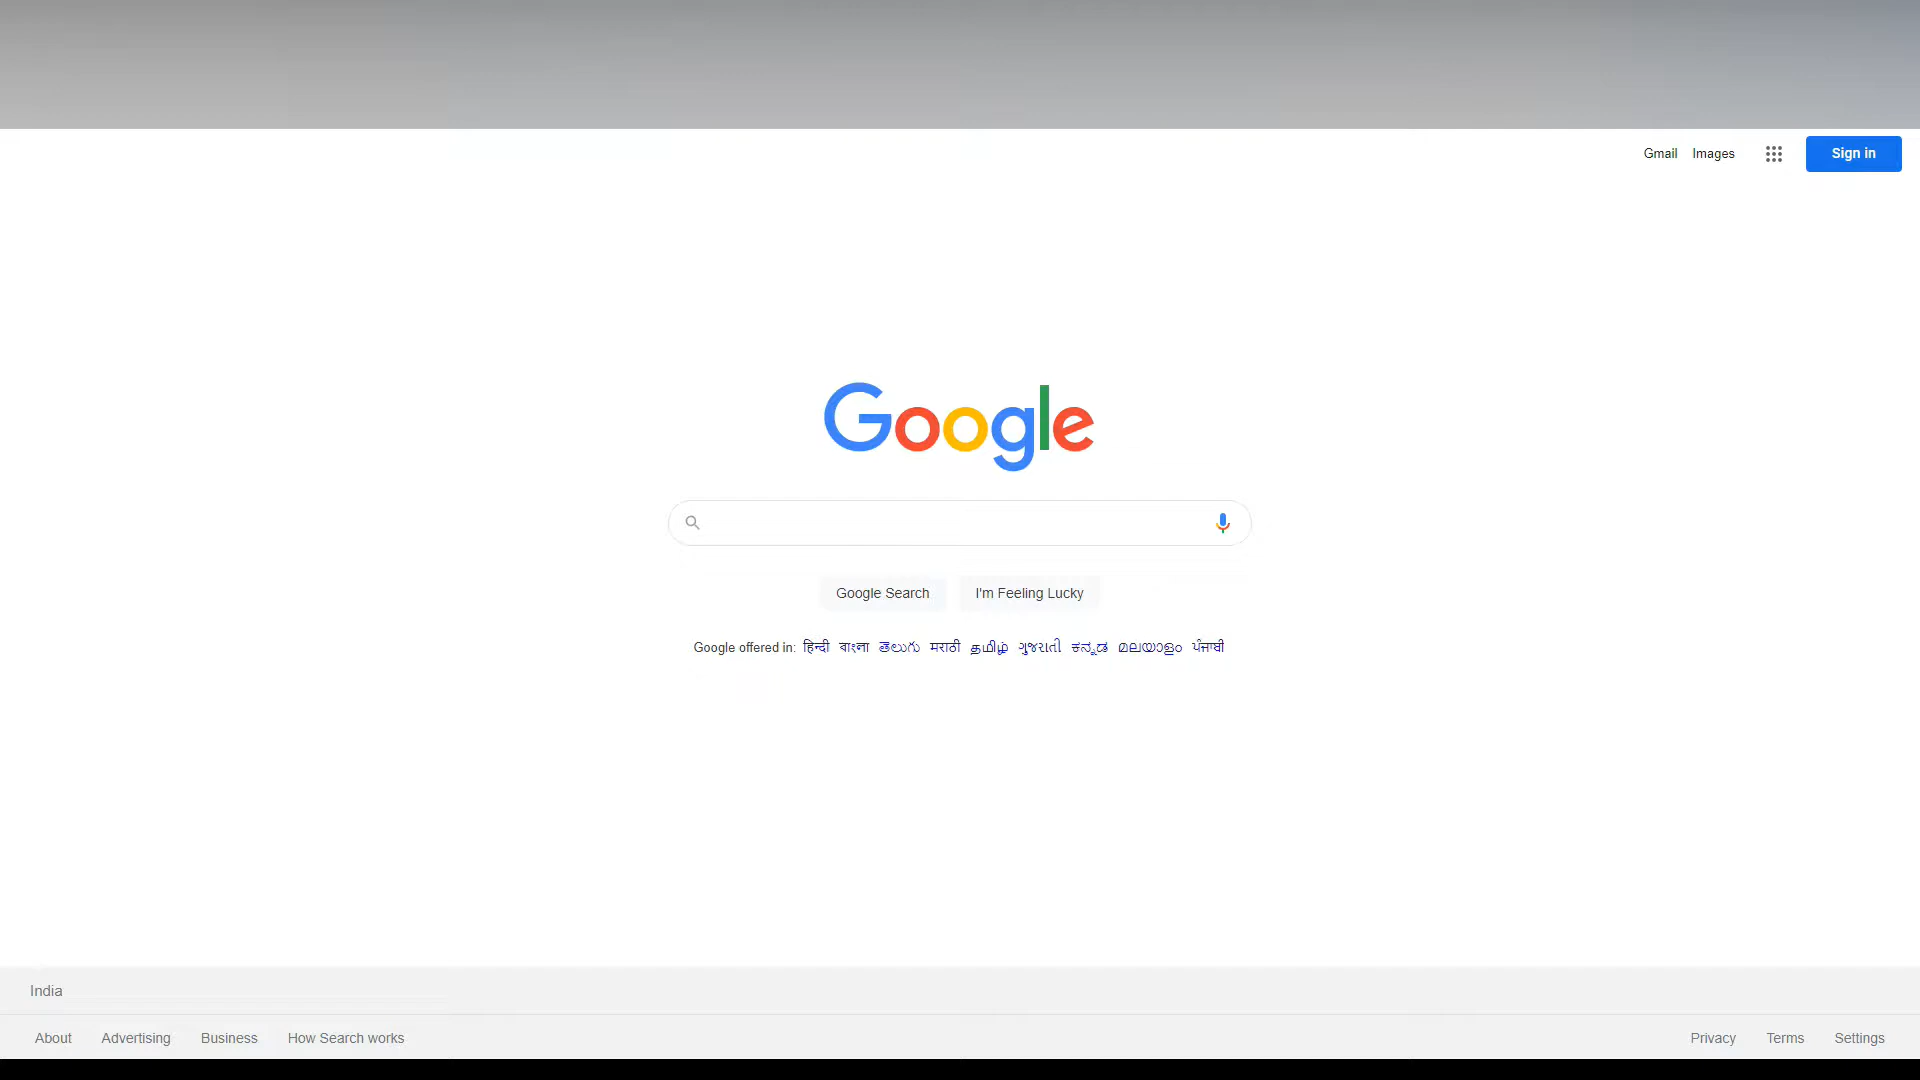 Gmail Images Sign in
Google
Google Search I'm Feeling Lucky
Google offered in: हिन्दी বাংলা తెలుగు मराठी தமிழ் ગુજરાતી ಕನ್ನಡ മലയാളം ਪੰਜਾਬੀ
India
About Advertising Business How Search works Privacy Terms Settings